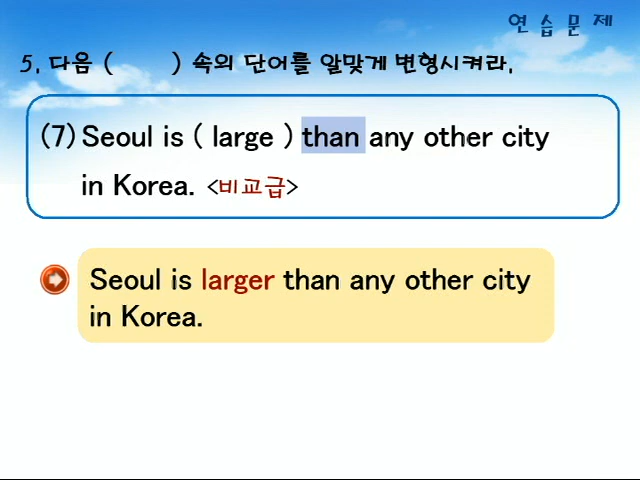 연 습 문 제
5. 다음 ( ) 속의 단어를 알맞게 변형시켜라.
(7) Seoul is ( large ) than any other city
in Korea. <비교급>
Seoul is larger than any other city
in Korea.